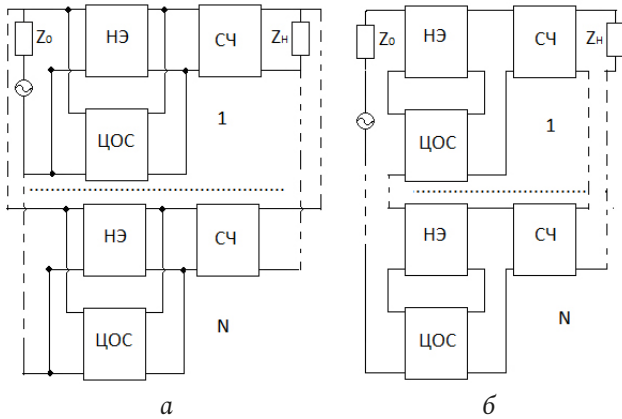 Z₀ НЭ СЧ Zн Z₀ НЭ СЧ Zн
ЦОС 1 ЦОС 1
НЭ СЧ НЭ СЧ
ЦОС N ЦОС N
а б